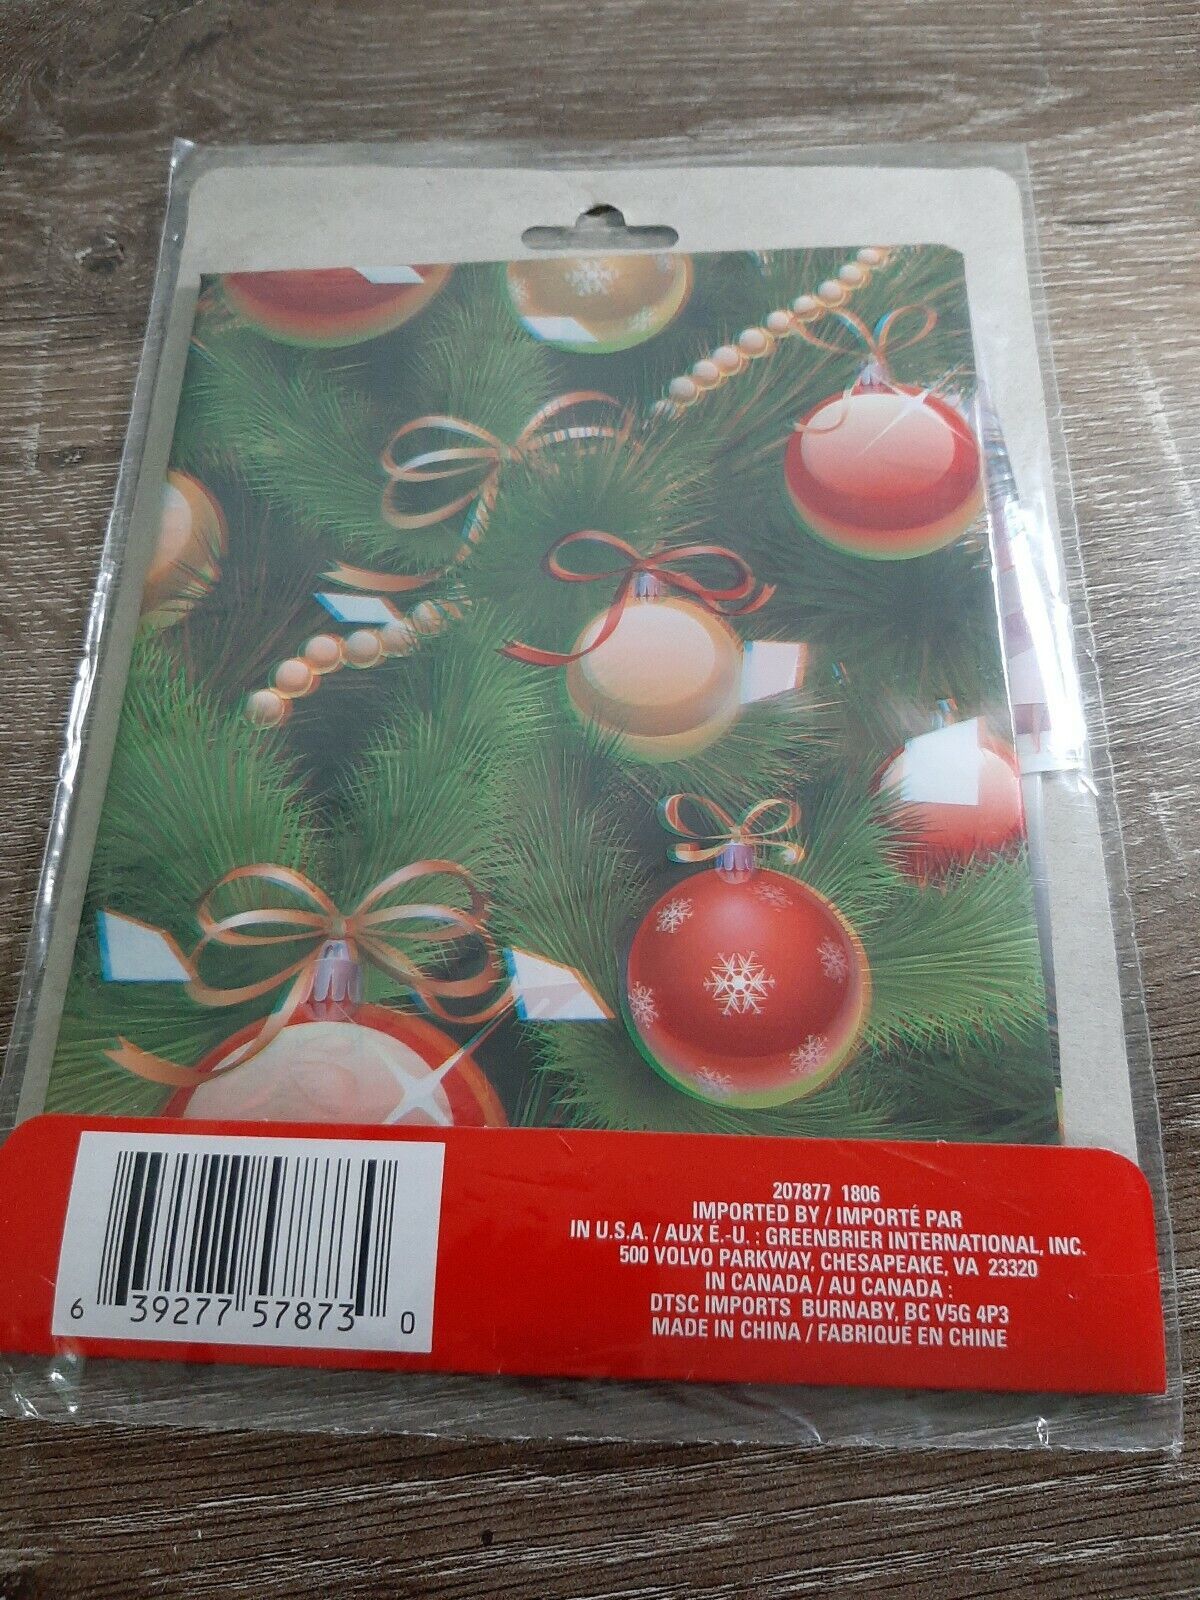 207877 1806
IMPORTED BY / IMPORTÉ PAR
IN U.S.A. / AUX É.-U. : GREENBRIER INTERNATIONAL, INC.
500 VOLVO PARKWAY, CHESAPEAKE, VA 23320
IN CANADA / AU CANADA :
DTSC IMPORTS BURNABY, BC V5G 4P3
MADE IN CHINA / FABRIQUÉ EN CHINE
6 39277 57873 0